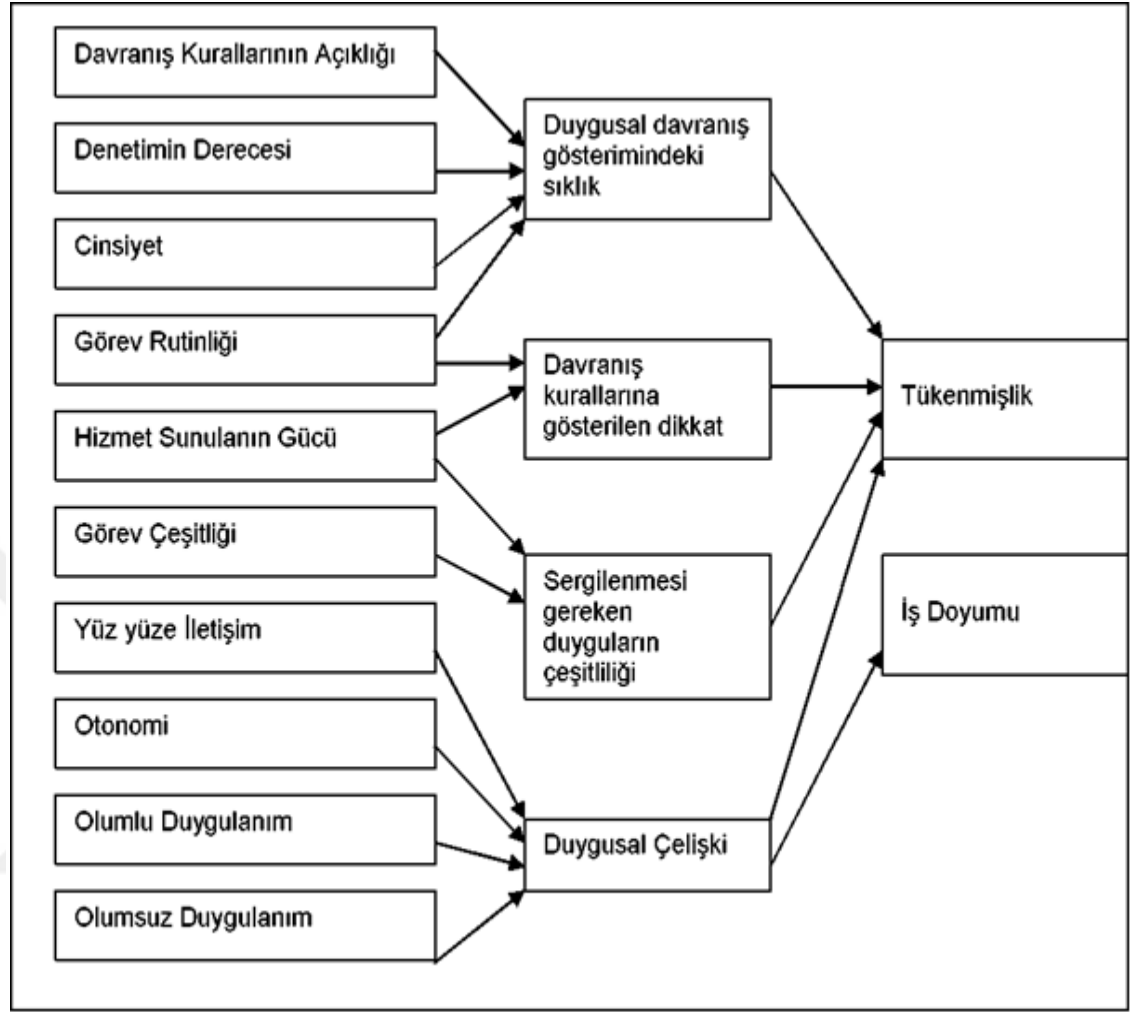 Davranış Kurallarının Açıklığı
Denetimin Derecesi
Cinsiyet
Görev Rutinliği
Hizmet Sunulanın Gücü
Görev Çeşitliği
Yüz yüze İletişim
Otonomi
Olumlu Duygulanım
Olumsuz Duygulanım
Duygusal davranış
gösterimindeki
sıklık
Davranış
kurallarına
gösterilen dikkat
Sergilenmesi
gereken
duyguların
çeşitliliği
Duygusal Çelişki
Tükenmişlik
İş Doyumu